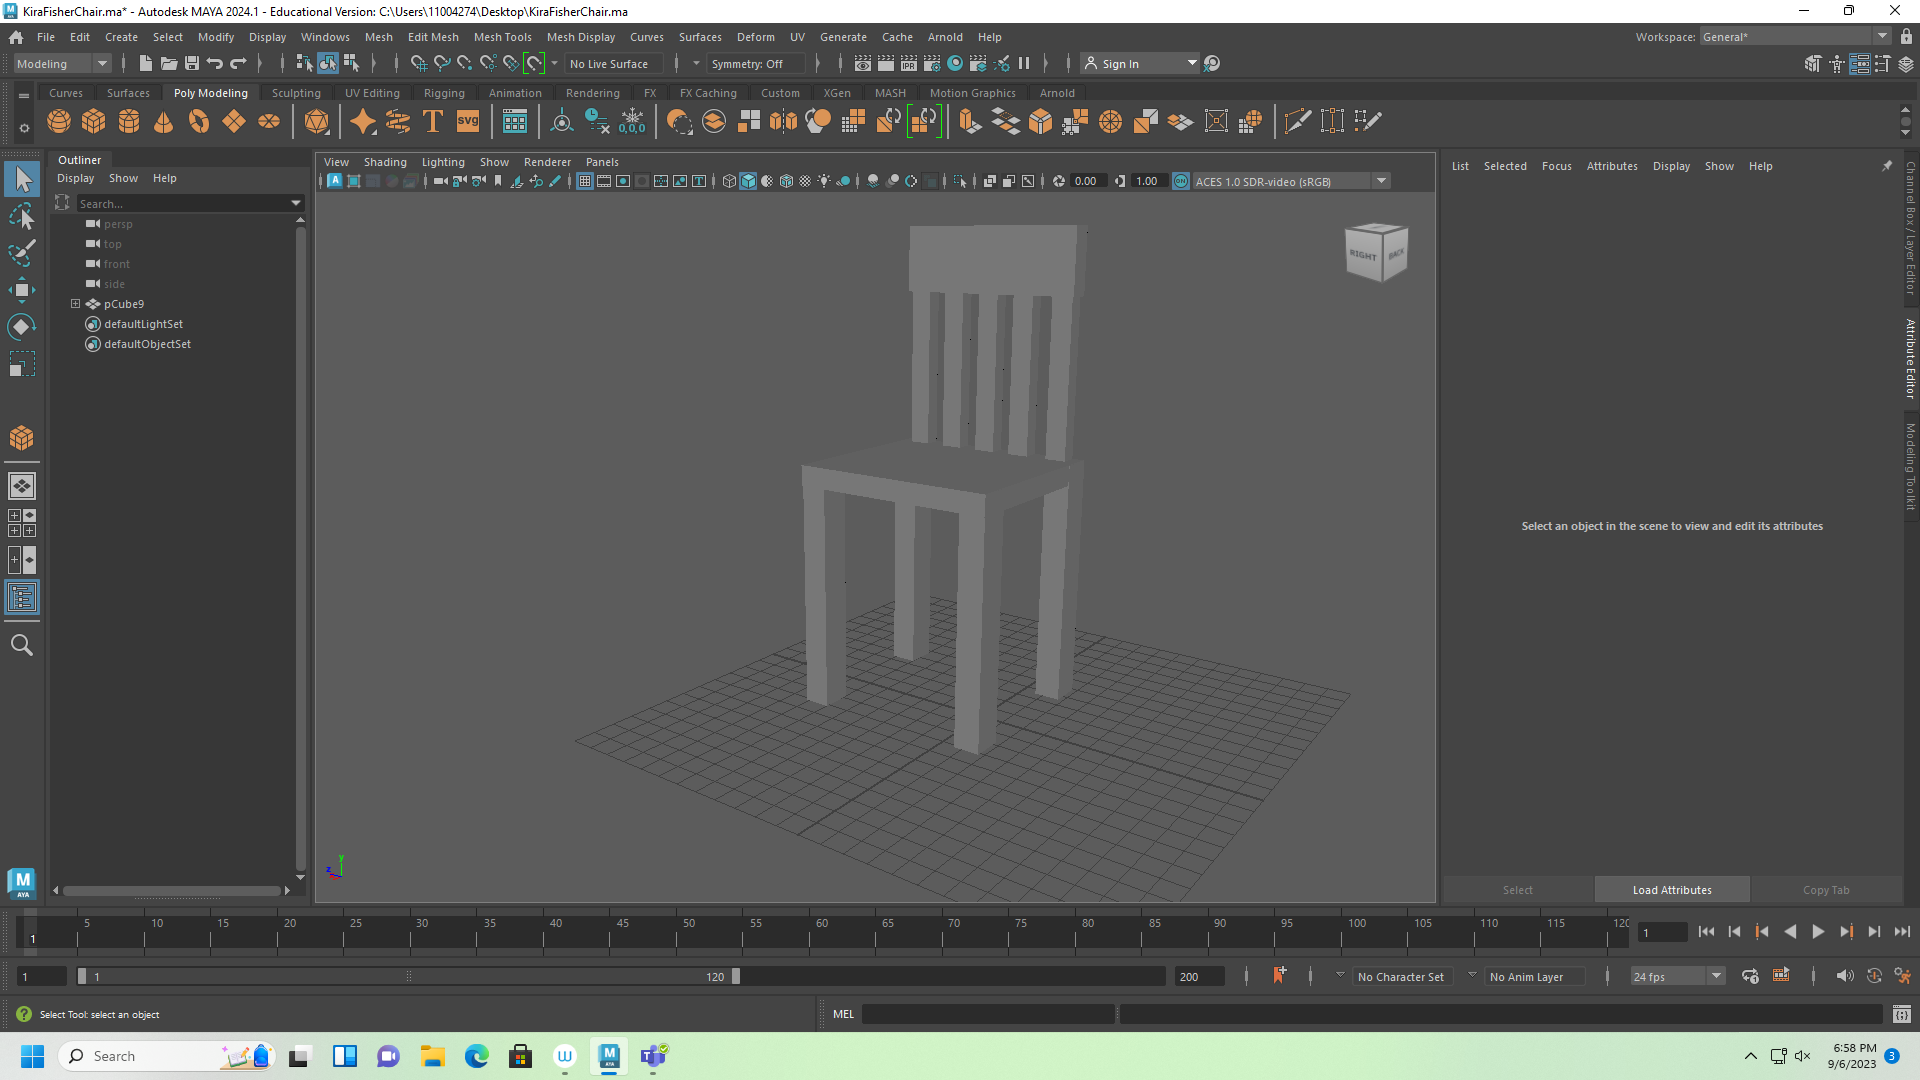 KiraFisherChair.ma* - Autodesk MAYA 2024.1 - Educational Version: C:\Users\11004274\Desktop\KiraFisherChair.ma
File Edit Create Select Modify Display Windows Mesh Edit Mesh Mesh Tools Mesh Display Curves Surfaces Deform UV Generate Cache Arnold Help
Workspace: General*
Modeling
No Live Surface
Symmetry: Off
IPR
Sign In
Curves Surfaces Poly Modeling Sculpting UV Editing Rigging Animation Rendering FX FX Caching Custom XGen MASH Motion Graphics Arnold
T
SVG
0,0,0
Outliner
Display Show Help
Search...
persp
top
front
side
pCube9
defaultLightSet
defaultObjectSet
View Shading Lighting Show Renderer Panels
0.00
1.00
ON
ACES 1.0 SDR-video (sRGB)
RIGHT
BACK
y
z
List Selected Focus Attributes Display Show Help
Select an object in the scene to view and edit its attributes
Select
Load Attributes
Copy Tab
Channel Box / Layer Editor
Attribute Editor
Modeling Toolkit
M
AYA
1
5 10 15 20 25 30 35 40 45 50 55 60 65 70 75 80 85 90 95 100 105 110 115 120
1
1
1
120
200
No Character Set
No Anim Layer
24 fps
Select Tool: select an object
MEL
Search
6:58 PM
9/6/2023
3